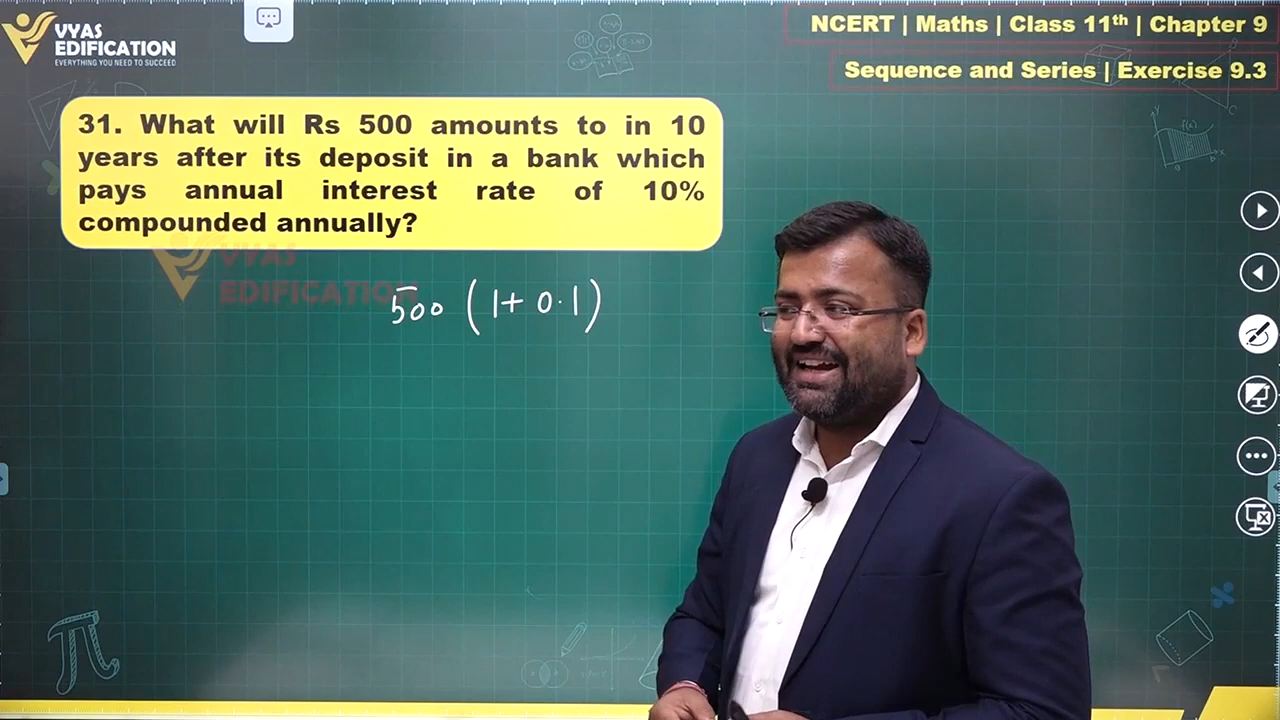 VYAS
EDIFICATION
EVERYTHING YOU NEED TO SUCCEED
NCERT | Maths | Class 11th | Chapter 9
Sequence and Series | Exercise 9.3
31. What will Rs 500 amounts to in 10
years after its deposit in a bank which
pays annual interest rate of 10%
compounded annually?
VYAS
EDIFICATION
500 (1+ 0.1)